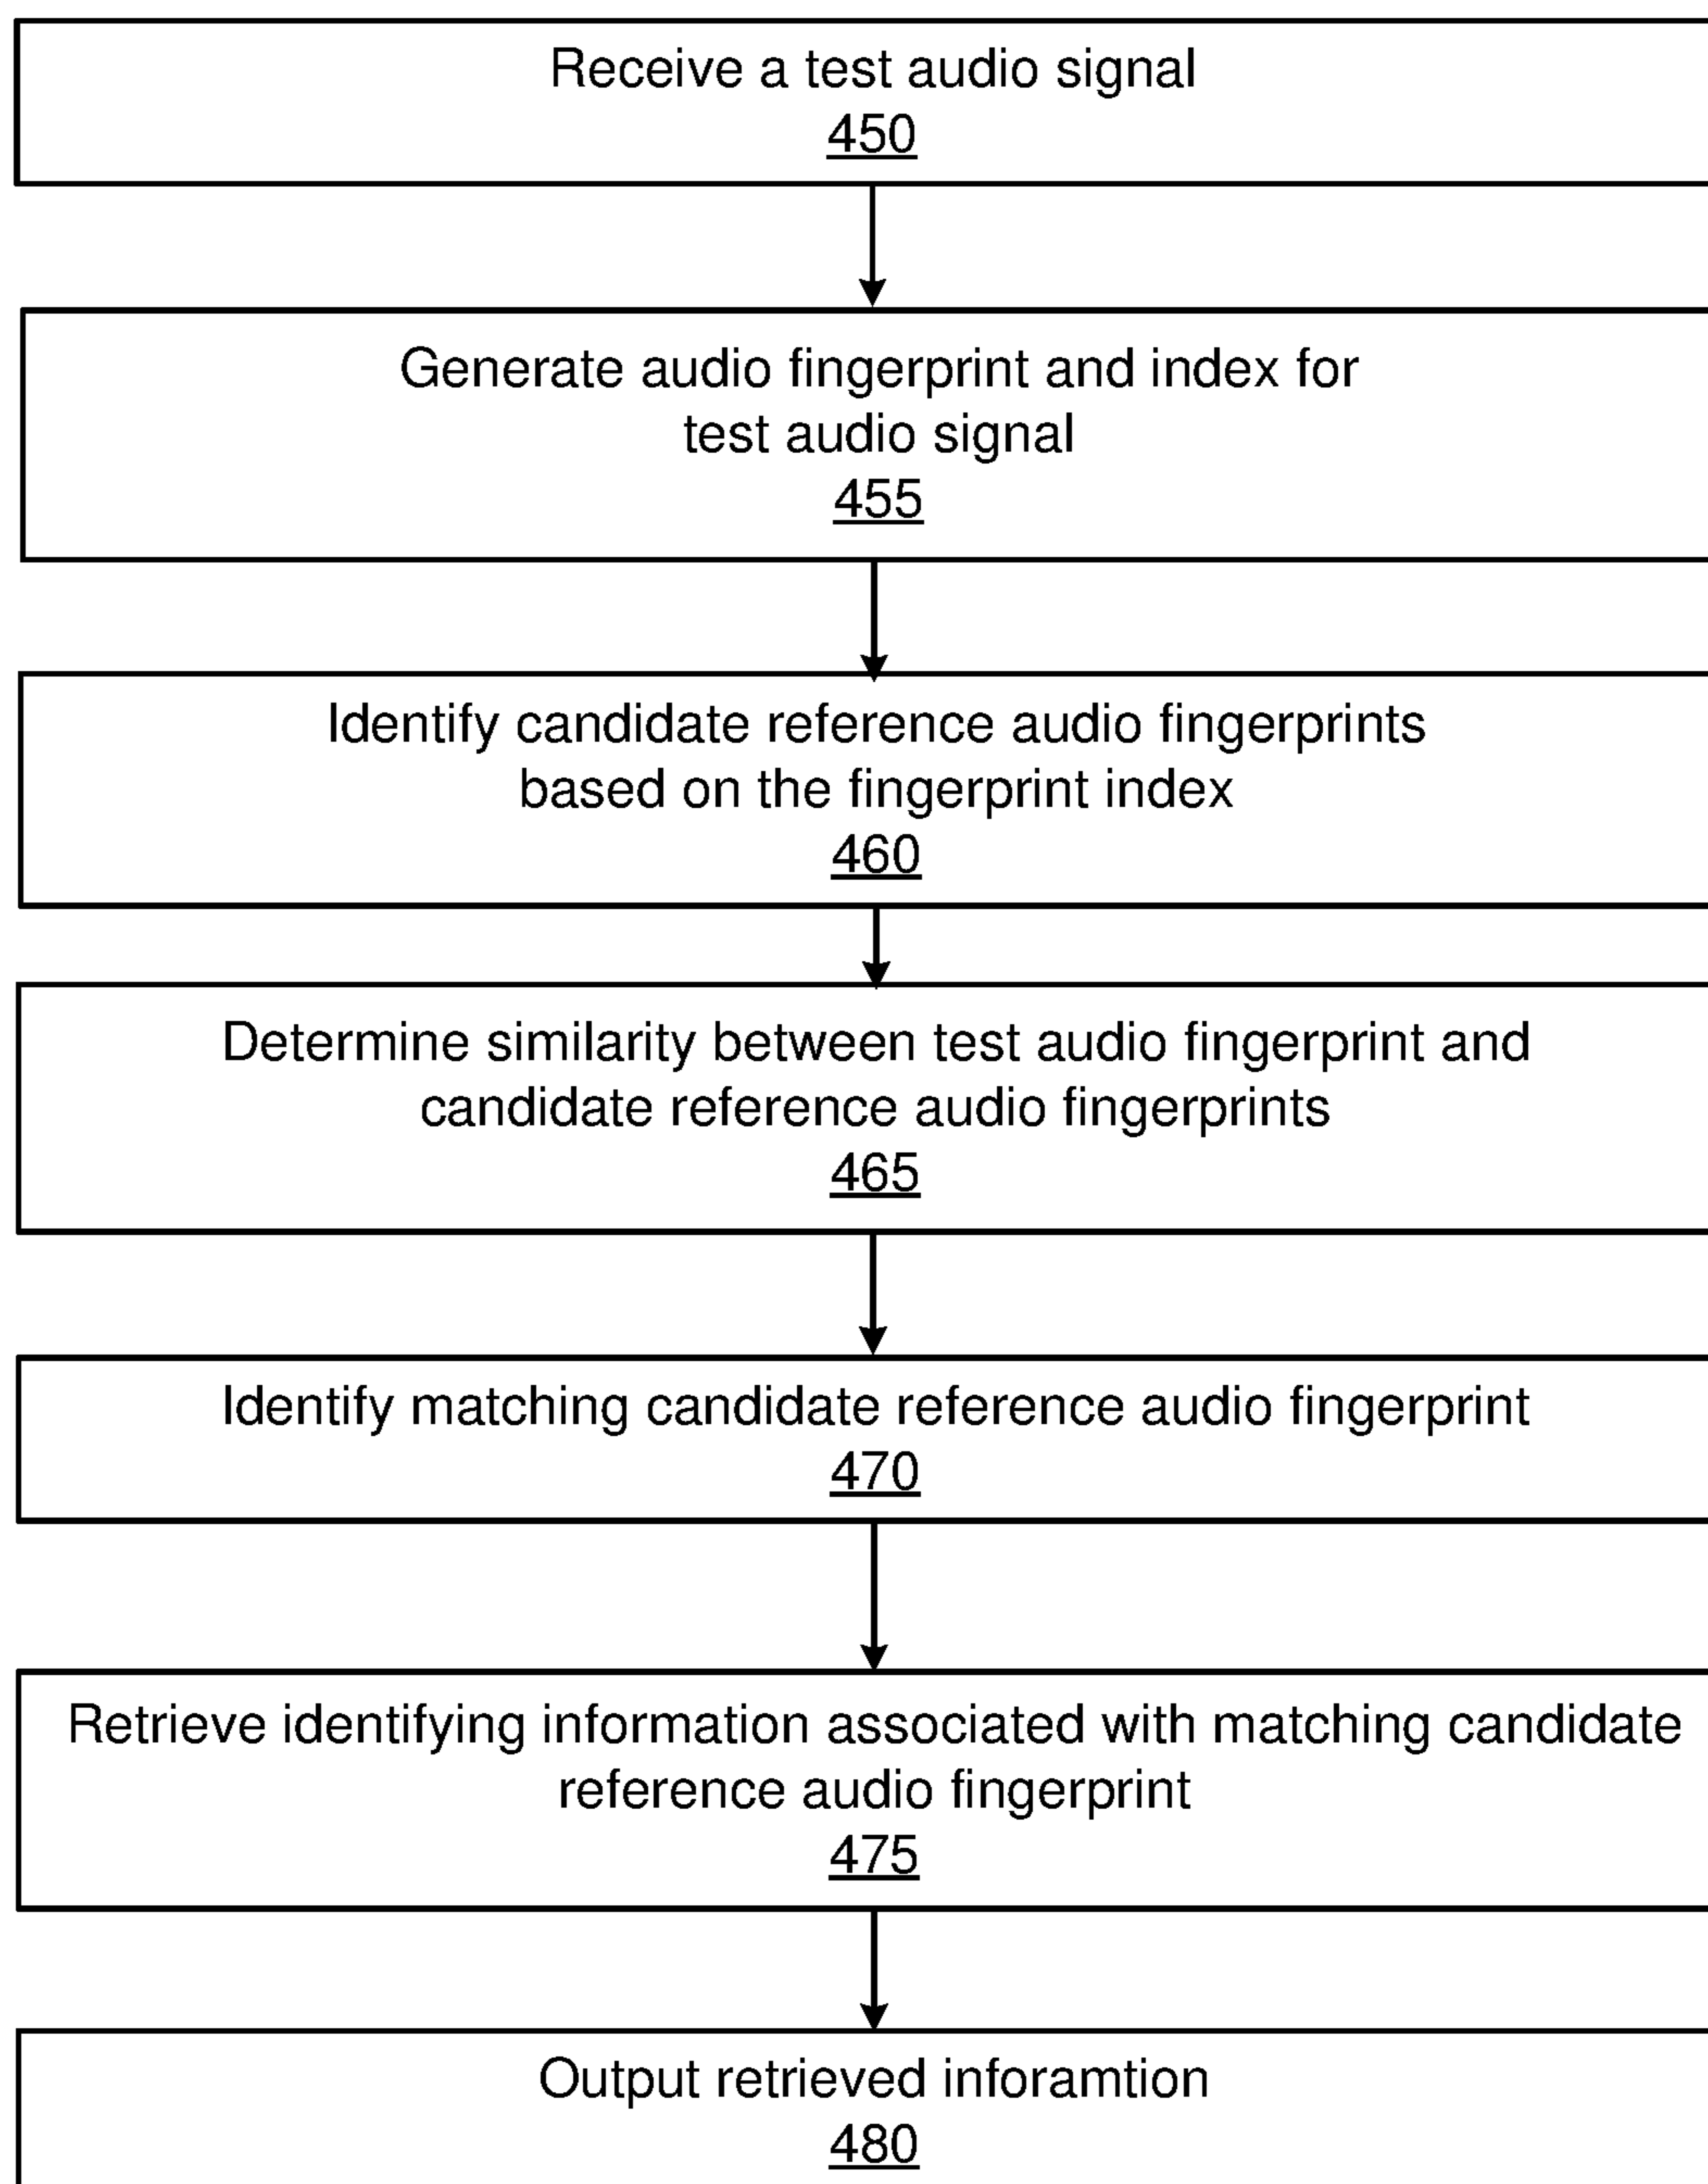 Receive a test audio signal
450
Generate audio fingerprint and index for
test audio signal
455
Identify candidate reference audio fingerprints
based on the fingerprint index
460
Determine similarity between test audio fingerprint and
candidate reference audio fingerprints
465
Identify matching candidate reference audio fingerprint
470
Retrieve identifying information associated with matching candidate
reference audio fingerprint
475
Output retrieved inforamtion
480